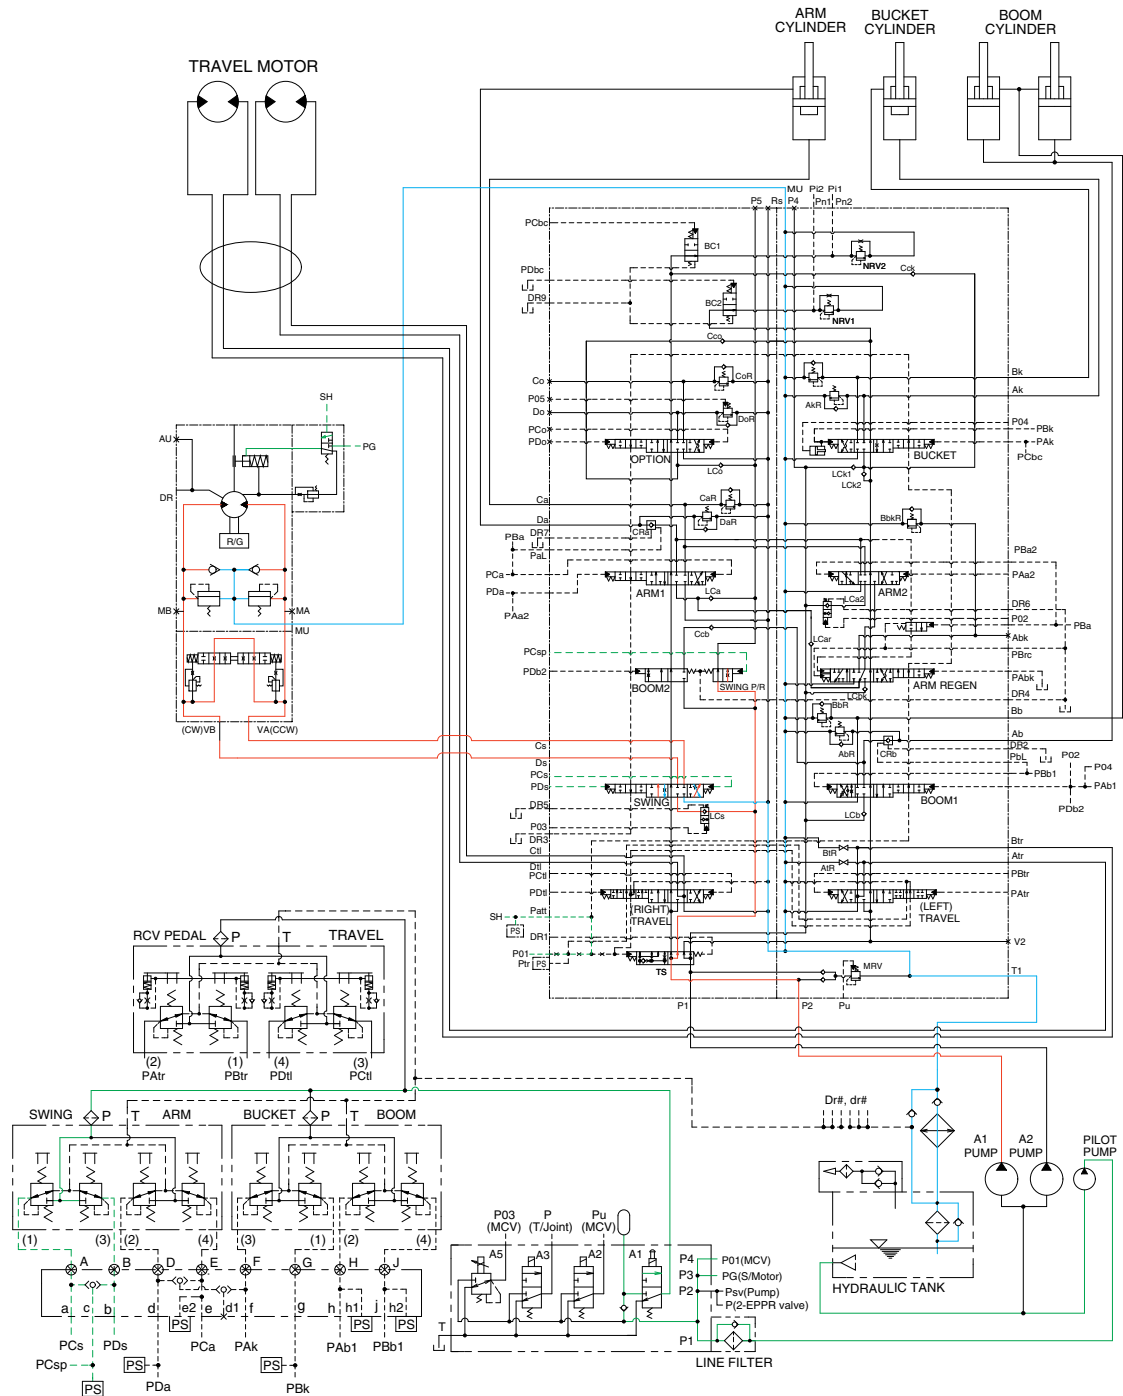 ARM
CYLINDER
BUCKET
CYLINDER
BOOM
CYLINDER
TRAVEL MOTOR
MU
Pi2
Pi1
P5
Rs
P4
Pn1
Pn2
PCbc
BC1
NRV2
Cck
PDbc
DR9
BC2
NRV1
Cco
Co
CoR
Bk
P05
AkR
Ak
Do
DoR
PCo
P04
PBk
PDo
PAk
OPTION
BUCKET
PCbc
LCo
LCk1
LCk2
SH
AU
PG
DR
R/G
MB
MA
MU
(CW)VB
VA(CCW)
Ca
CaR
Da
DaR
BbkR
DR7
CRa
PBa
PaL
PBa2
PCa
PAa2
PDa
ARM1
ARM2
PAa2
LCa
LCa2
DR6
Ccb
P02
PBa
LCar
Abk
PCsp
PBrc
PDb2
PAbk
BOOM2
SWING P/R
LCbk
ARM REGEN
DR4
BbR
Bb
Cs
AbR
CRb
Ab
DR2
P02
Ds
PbL
P04
PCs
PBb1
PDs
PAb1
SWING
BOOM1
PDb2
DR5
LCs
LCb
P03
DR3
Ctl
BtR
Btr
Dtl
AtR
Atr
PCtl
PBtr
PDtl
PAtr
Patt
(RIGHT)
TRAVEL
(LEFT)
TRAVEL
SH
PS
DR1
V2
P01
Ptr
PS
TS
MRV
T1
P1
P2
Pu
RCV PEDAL
P
T
TRAVEL
(2)
(1)
(4)
(3)
PAtr
PBtr
PDtl
PCtl
SWING
P
T
ARM
BUCKET
P
T
BOOM
(1)
(3)
(2)
(4)
(3)
(1)
(2)
(4)
A
B
D
E
F
G
H
J
a
c
b
d
e2
e
d1
f
g
h
h1
j
h2
PS
PS
PS
PCs
PDs
PCa
PAk
PAb1
PBb1
PCsp
PS
PS
PS
PDa
PBk
Dr#, dr#
A1
PUMP
A2
PUMP
PILOT
PUMP
HYDRAULIC TANK
P03
(MCV)
P
(T/Joint)
Pu
(MCV)
A5
A3
A2
A1
P4
P01(MCV)
P3
PG(S/Motor)
P2
Psv(Pump)
P(2-EPPR valve)
T
P1
LINE FILTER